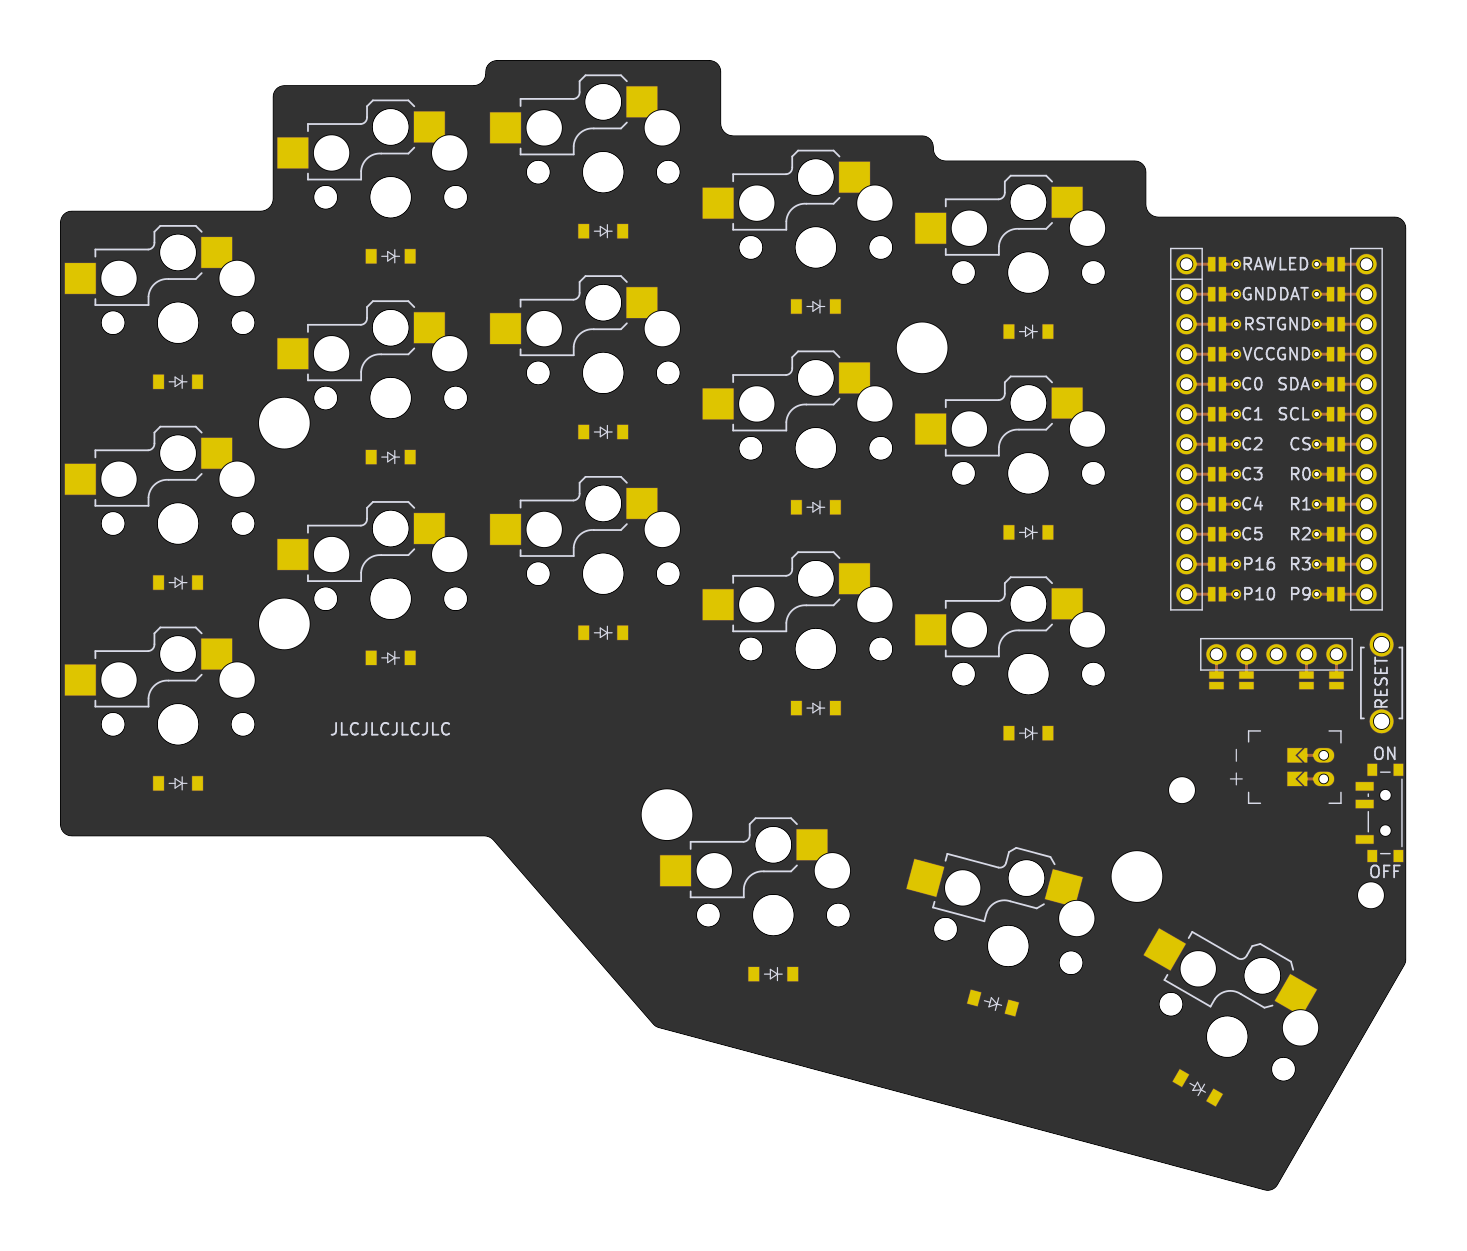 RAW LED
GND DAT
RST GND
VCC GND
C0 SDA
C1 SCL
C2 CS
C3 R0
C4 R1
C5 R2
P16 R3
P10 P9
RESET
JLCJLCJLCJLC
ON
- +
OFF